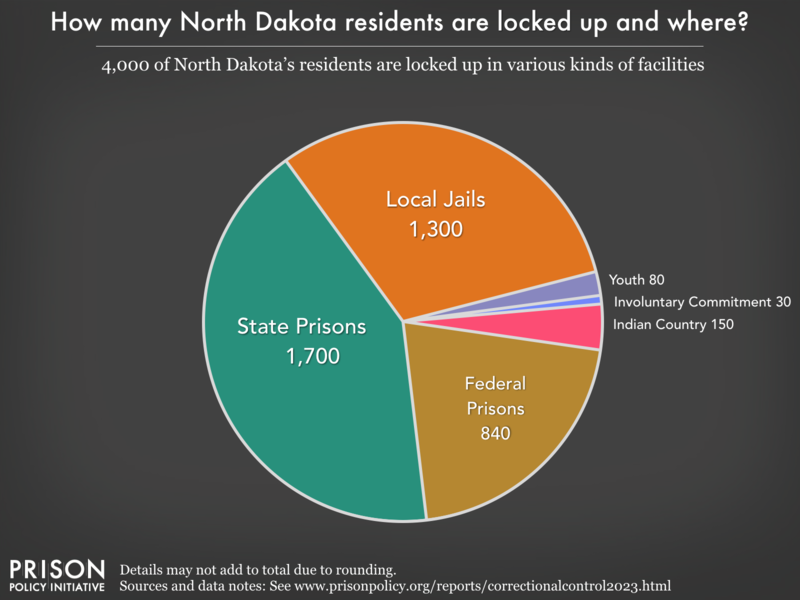 How many North Dakota residents are locked up and where?
4,000 of North Dakota’s residents are locked up in various kinds of facilities
Local Jails
1,300
Youth 80
Involuntary Commitment 30
Indian Country 150
State Prisons
1,700
Federal
Prisons
840
PRISON
POLICY INITIATIVE
Details may not add to total due to rounding.
Sources and data notes: See www.prisonpolicy.org/reports/correctionalcontrol2023.html